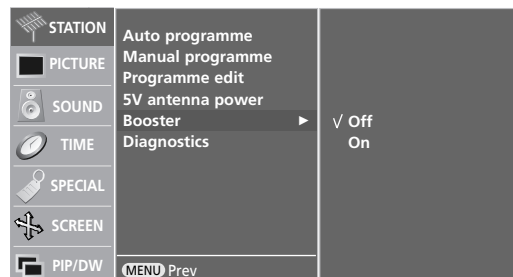 STATION
PICTURE
SOUND
TIME
SPECIAL
SCREEN
PIP/DW
Auto programme
Manual programme
Programme edit
5V antenna power
Booster ►
Diagnostics
MENU Prev
√ Off
On